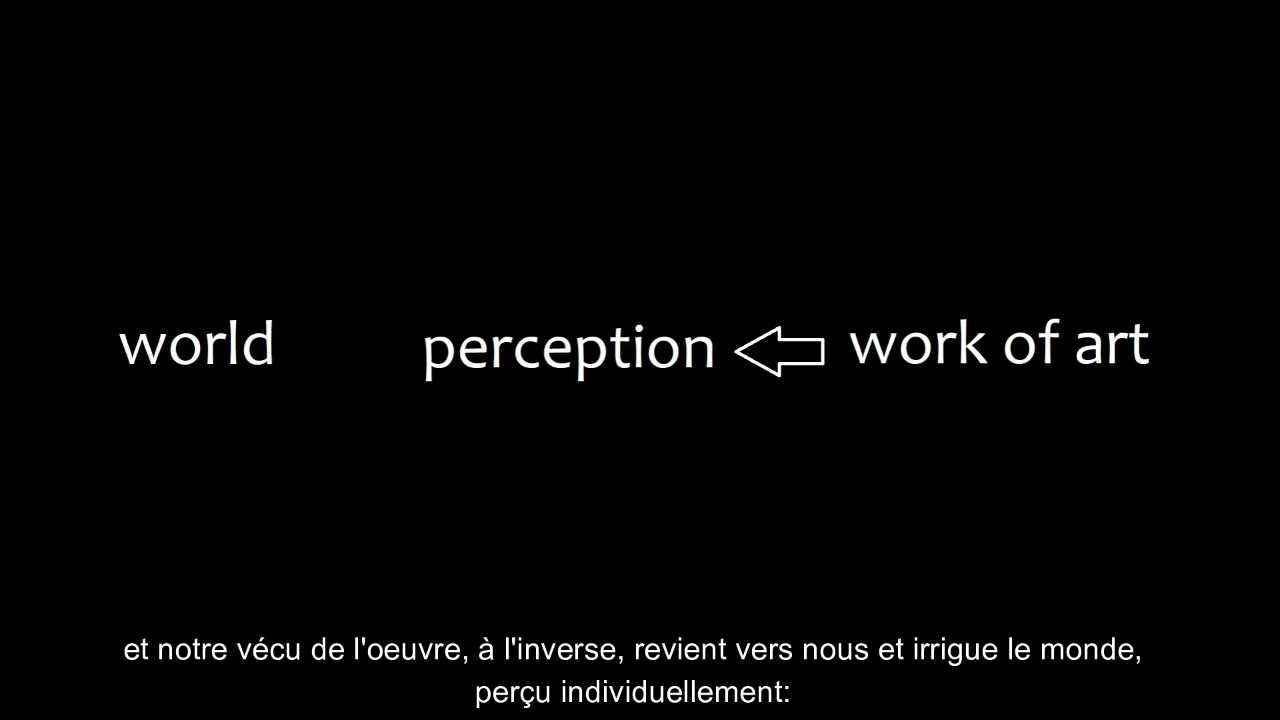 world perception work of art
et notre vécu de l'oeuvre, à l'inverse, revient vers nous et irrigue le monde,
perçu individuellement: